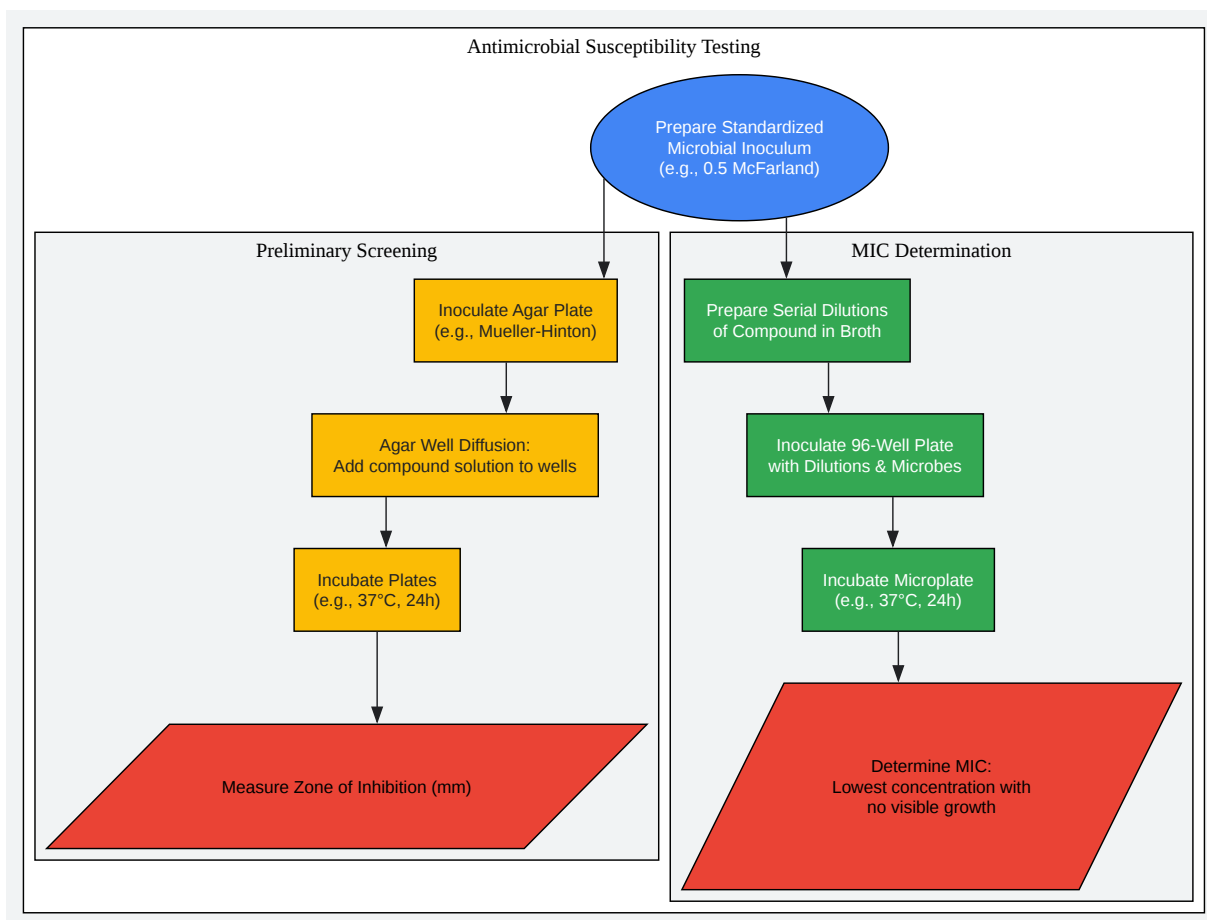 Antimicrobial Susceptibility Testing
Prepare Standardized
Microbial Inoculum
(e.g., 0.5 McFarland)
Preliminary Screening
Inoculate Agar Plate
(e.g., Mueller-Hinton)
Agar Well Diffusion:
Add compound solution to wells
Incubate Plates
(e.g., 37°C, 24h)
Measure Zone of Inhibition (mm)
MIC Determination
Prepare Serial Dilutions
of Compound in Broth
Inoculate 96-Well Plate
with Dilutions & Microbes
Incubate Microplate
(e.g., 37°C, 24h)
Determine MIC:
Lowest concentration with
no visible growth